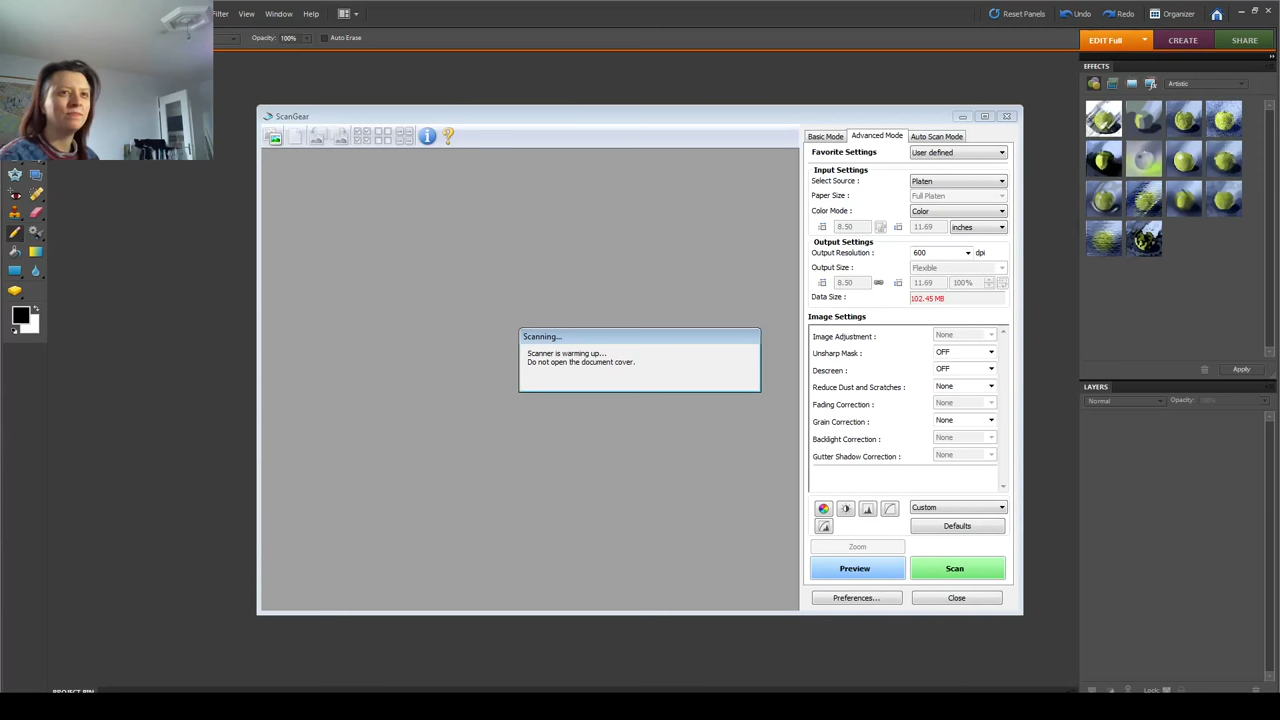 Filter View Window Help Reset Panels Undo Redo Organizer
Opacity: 100% Auto Erase EDIT Full CREATE SHARE
EFFECTS
Artistic
ScanGear
Basic Mode Advanced Mode Auto Scan Mode
Favorite Settings User defined
Input Settings
Select Source : Platen
Paper Size : Full Platen
Color Mode : Color
8.50 11.69 inches
Output Settings
Output Resolution : 600 dpi
Output Size : Flexible
8.50 11.69 100%
Data Size : 102.45 MB
Image Settings
Image Adjustment : None
Unsharp Mask : OFF
Descreen : OFF
Reduce Dust and Scratches : None
Fading Correction : None
Grain Correction : None
Backlight Correction : None
Gutter Shadow Correction : None
Custom
Defaults
Zoom
Preview Scan
Preferences... Close
Scanning...
Scanner is warming up...
Do not open the document cover.
Apply
LAYERS
Normal Opacity: 100%
Lock:
PROJECT BIN